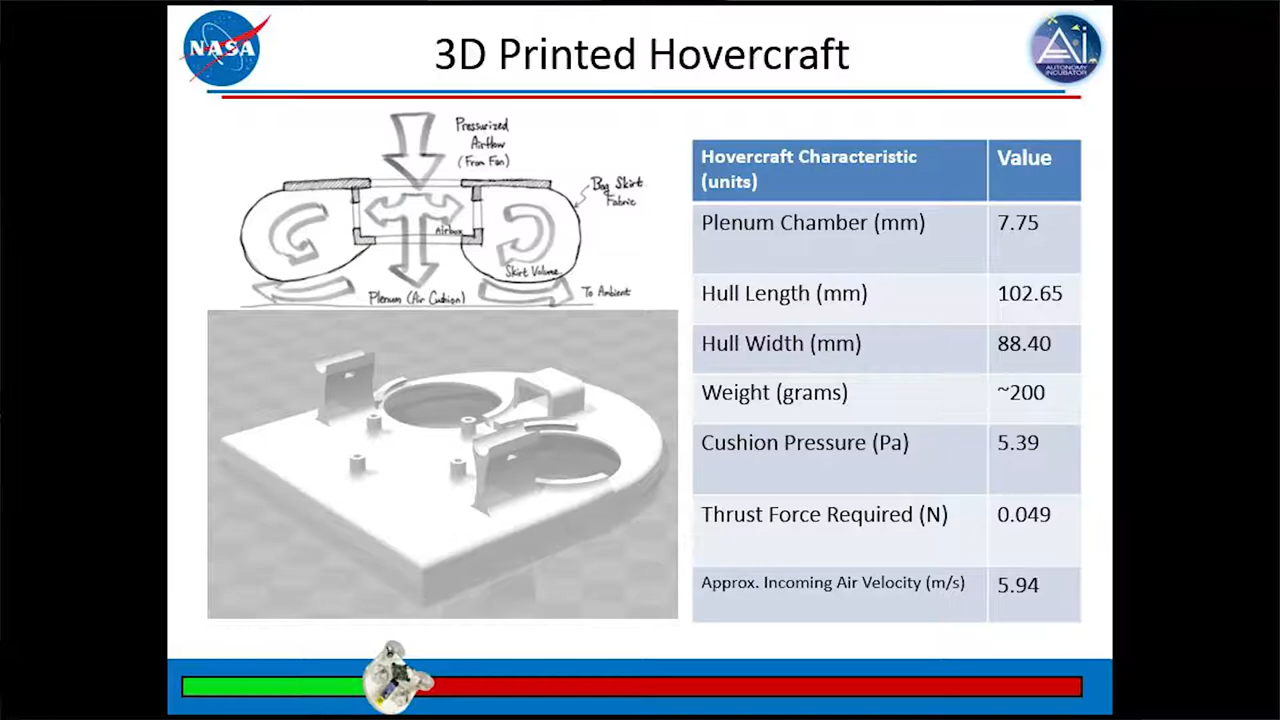 NASA
3D Printed Hovercraft
Ai
AUTONOMY
INCUBATOR
Pressurized
Airflow
(From Fan)
Bag Skirt
Fabric
Airbox
Skirt Volume
Plenum (Air Cushion)
To Ambient
Hovercraft Characteristic
(units)
Value
Plenum Chamber (mm) 7.75
Hull Length (mm) 102.65
Hull Width (mm) 88.40
Weight (grams) ~200
Cushion Pressure (Pa) 5.39
Thrust Force Required (N) 0.049
Approx. Incoming Air Velocity (m/s) 5.94